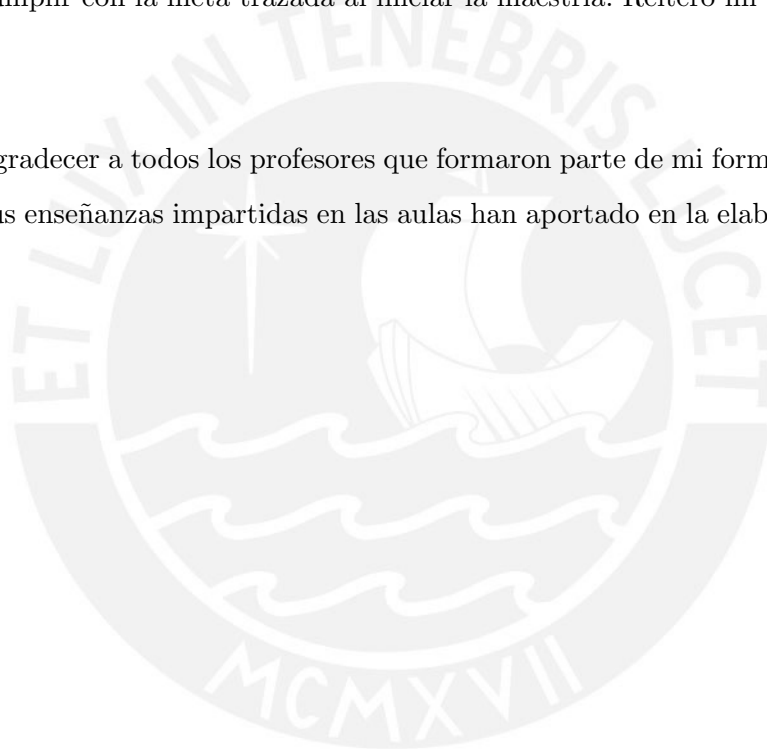 umplir con la meta trazada al iniciar la maestría. Reitero mi
gradecer a todos los profesores que formaron parte de mi form
us enseñanzas impartidas en las aulas han aportado en la elab
ET LUX IN TENEBRIS LUCET
MCMXVII